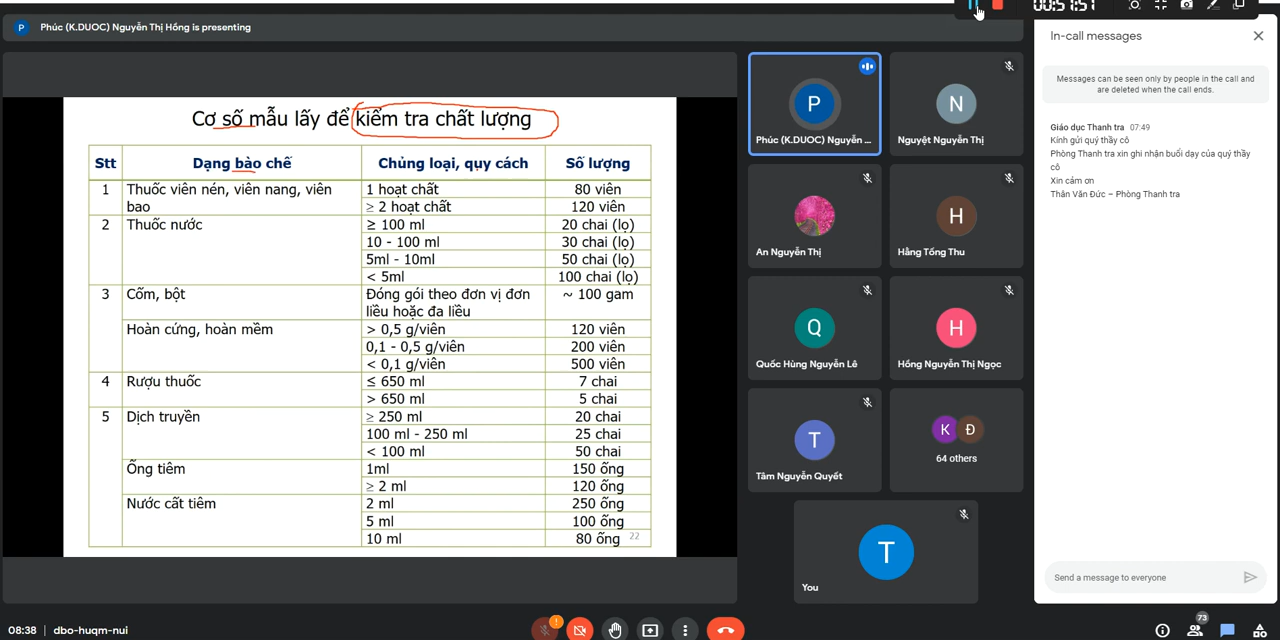 00:51:51
P Phúc (K.DUOC) Nguyễn Thị Hồng is presenting
Cơ số mẫu lấy để kiểm tra chất lượng
Stt Dạng bào chế Chủng loại, quy cách Số lượng
1 Thuốc viên nén, viên nang, viên bao 1 hoạt chất 80 viên
≥ 2 hoạt chất 120 viên
2 Thuốc nước ≥ 100 ml 20 chai (lọ)
10 - 100 ml 30 chai (lọ)
5ml - 10ml 50 chai (lọ)
< 5ml 100 chai (lọ)
3 Cốm, bột Đóng gói theo đơn vị đơn liều hoặc đa liều ~ 100 gam
Hoàn cứng, hoàn mềm > 0,5 g/viên 120 viên
0,1 - 0,5 g/viên 200 viên
< 0,1 g/viên 500 viên
4 Rượu thuốc ≤ 650 ml 7 chai
> 650 ml 5 chai
5 Dịch truyền ≥ 250 ml 20 chai
100 ml - 250 ml 25 chai
< 100 ml 50 chai
Ống tiêm 1ml 150 ống
≥ 2 ml 120 ống
Nước cất tiêm 2 ml 250 ống
5 ml 100 ống
10 ml 80 ống
22
P
Phúc (K.DUOC) Nguyễn ...
N
Nguyệt Nguyễn Thị
An Nguyễn Thị
H
Hằng Tống Thu
Q
Quốc Hùng Nguyễn Lê
H
Hồng Nguyễn Thị Ngọc
T
Tâm Nguyễn Quyết
K Đ
64 others
T
You
In-call messages
Messages can be seen only by people in the call and
are deleted when the call ends.
Giáo dục Thanh tra 07:49
Kính gửi quý thầy cô
Phòng Thanh tra xin ghi nhận buổi dạy của quý thầy
cô
Xin cảm ơn
Thân Văn Đức – Phòng Thanh tra
Send a message to everyone
08:38 | dbo-huqm-nui
!
73